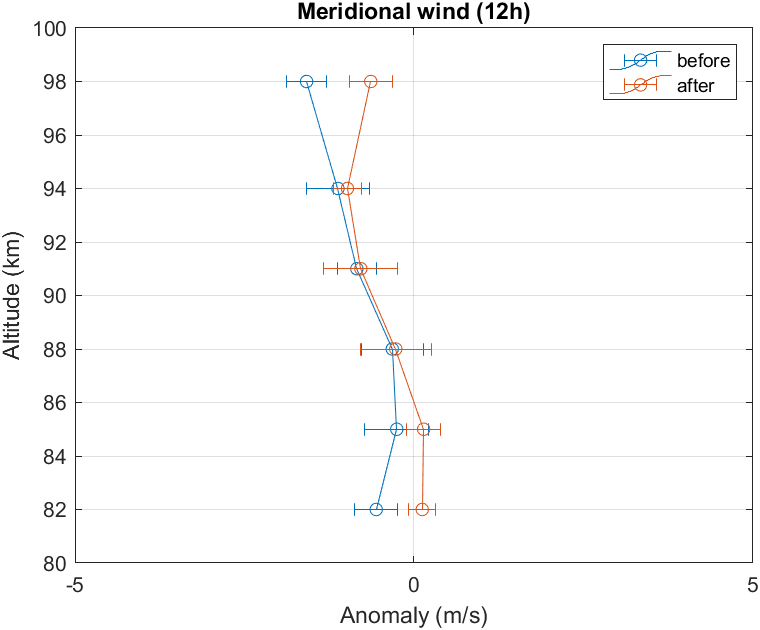 Meridional wind (12h)
before
after
100
98
96
94
92
90
88
86
84
82
80
Altitude (km)
-5
0
5
Anomaly (m/s)